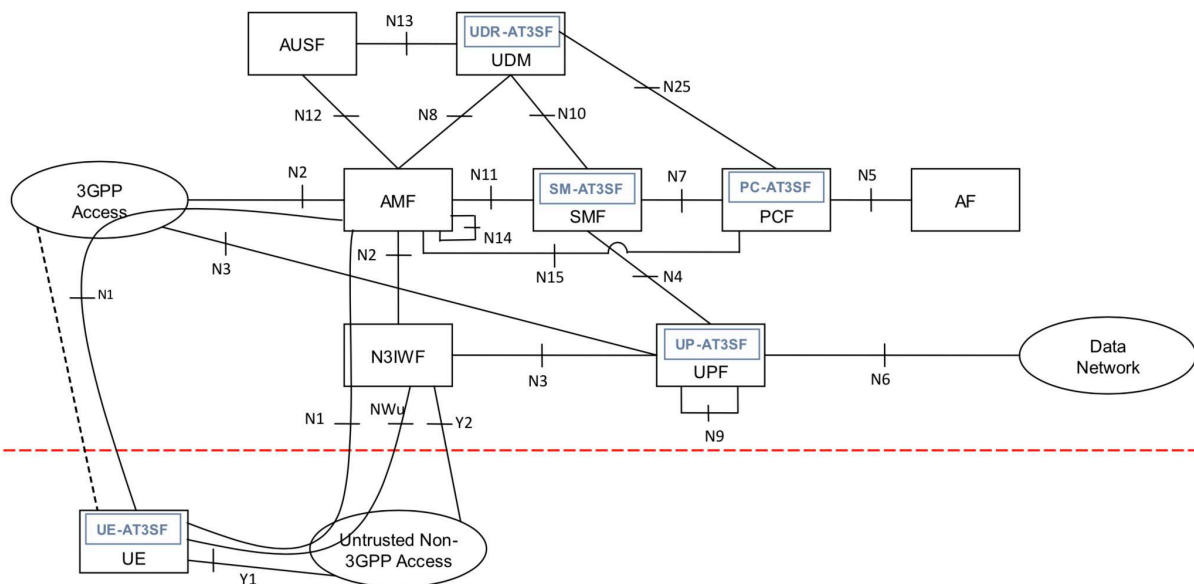 N13
AUSF
UDR-AT3SF
UDM
N25
N12
N8
N10
3GPP
Access
N2
AMF
N11
SM-AT3SF
SMF
N7
PC-AT3SF
PCF
N5
AF
N14
N2
N3
N15
N4
N1
N3IWF
N3
UP-AT3SF
UPF
N6
Data
Network
N1
NWu
Y2
N9
UE-AT3SF
UE
Untrusted Non-
3GPP Access
Y1